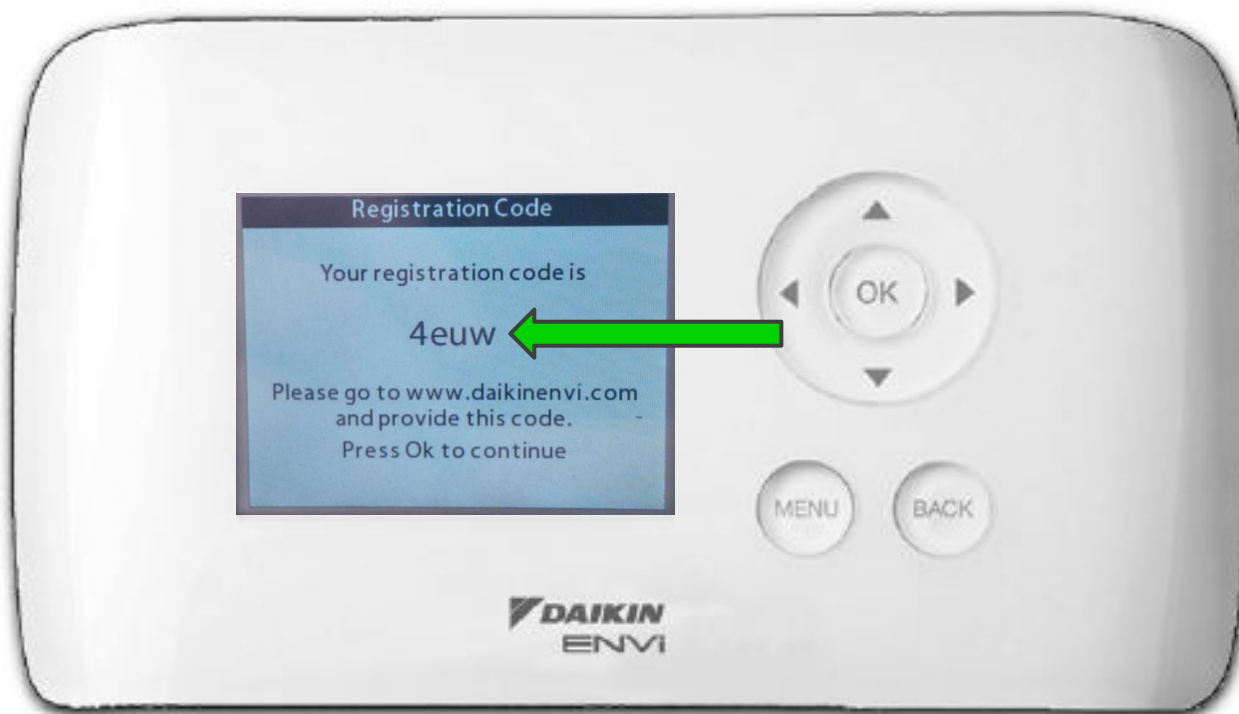 Registration Code
Your registration code is
4euw
Please go to www.daikinenvi.com
and provide this code.
Press Ok to continue
OK
MENU
BACK
DAIKIN
ENVi